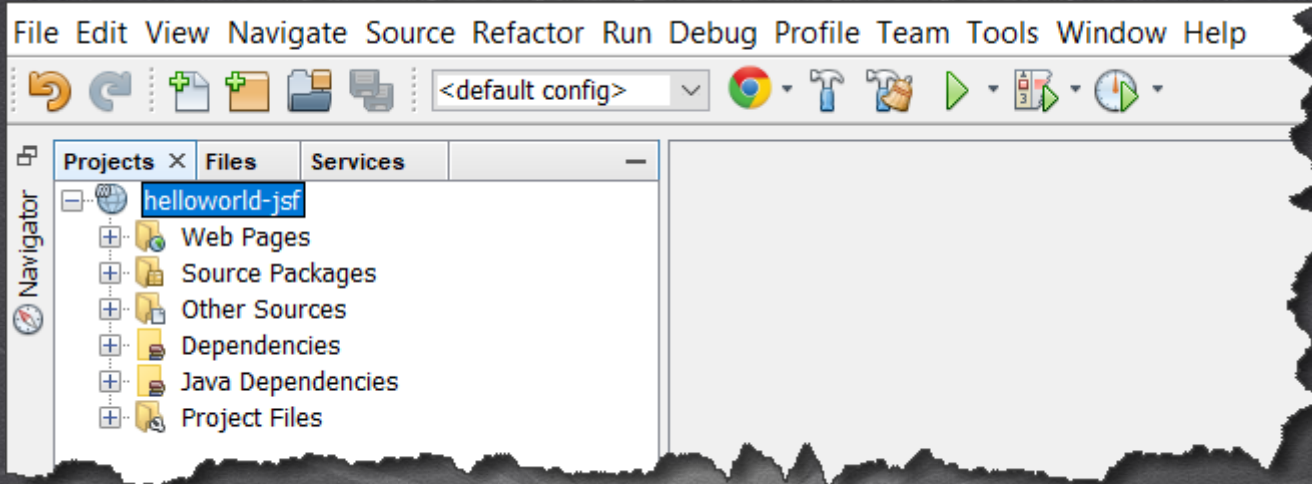 File Edit View Navigate Source Refactor Run Debug Profile Team Tools Window Help
<default config>
Projects Files Services
Navigator
helloworld-jsf
Web Pages
Source Packages
Other Sources
Dependencies
Java Dependencies
Project Files